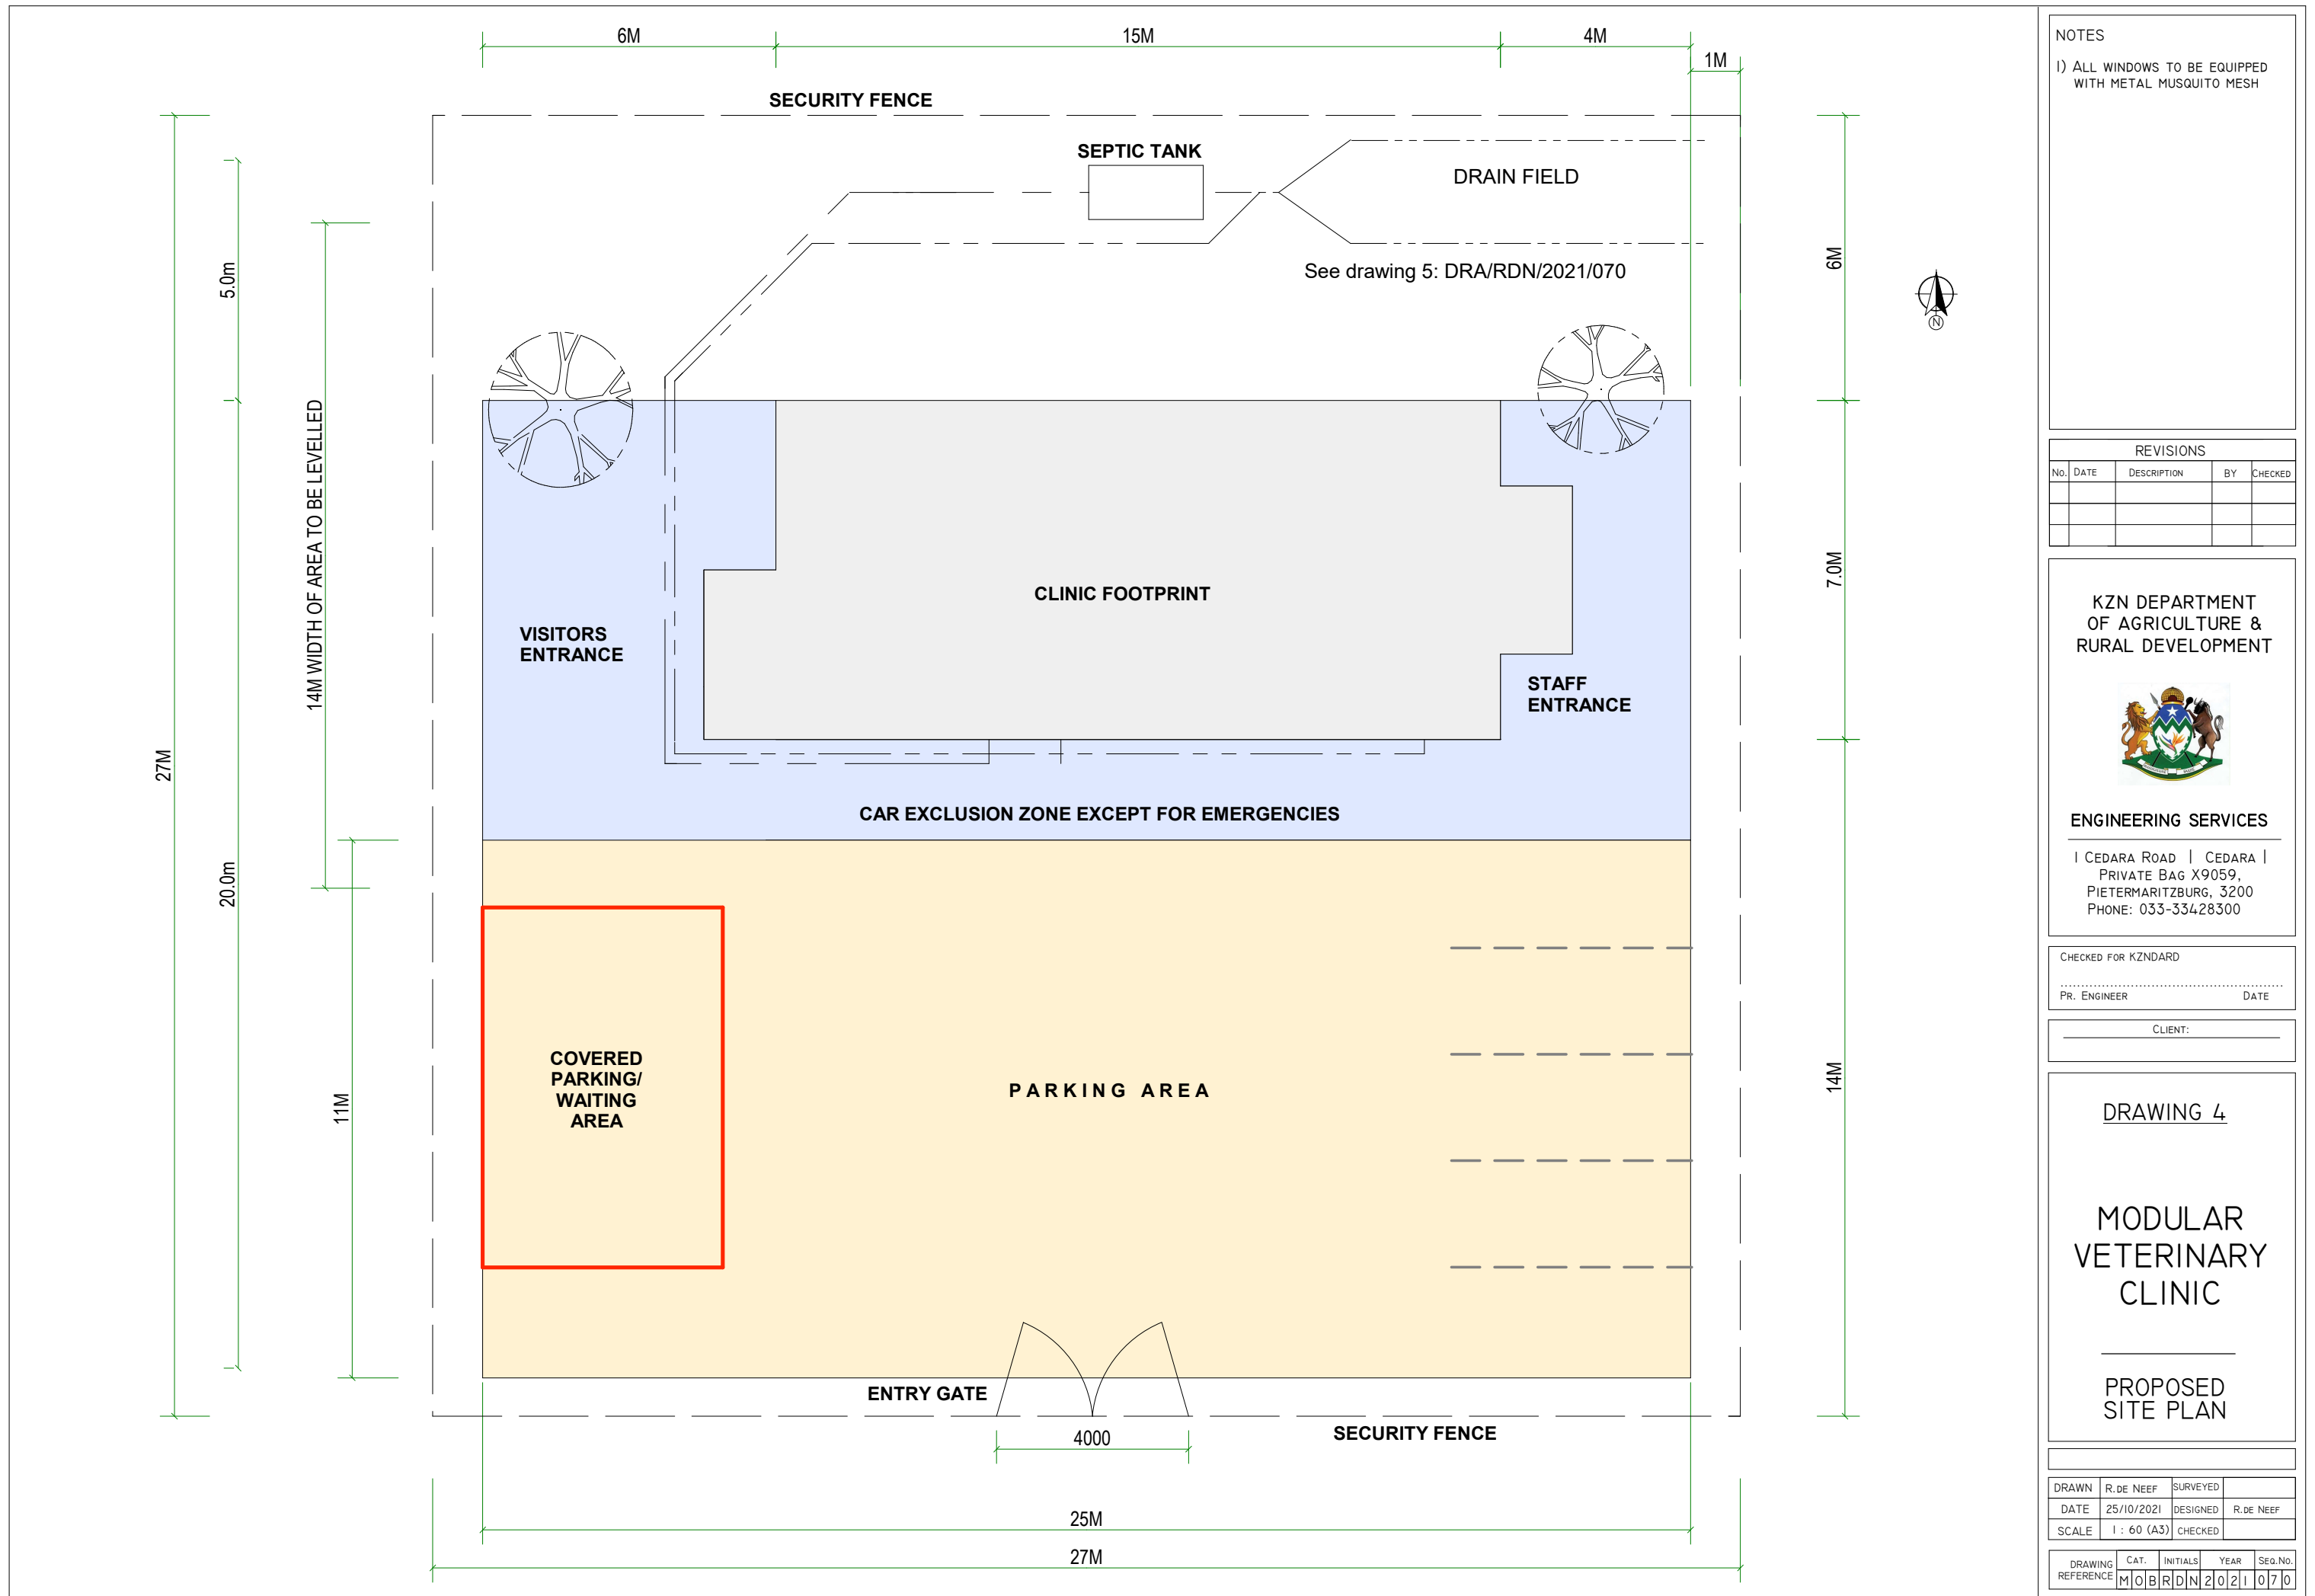 6M
15M
4M
1M
SECURITY FENCE
SEPTIC TANK
DRAIN FIELD
See drawing 5: DRA/RDN/2021/070
5.0m
6M
N
14M WIDTH OF AREA TO BE LEVELLED
CLINIC FOOTPRINT
7.0M
VISITORS
ENTRANCE
STAFF
ENTRANCE
27M
CAR EXCLUSION ZONE EXCEPT FOR EMERGENCIES
20.0m
COVERED
PARKING/
WAITING
AREA
PARKING AREA
11M
14M
ENTRY GATE
SECURITY FENCE
4000
25M
27M
NOTES
1) ALL WINDOWS TO BE EQUIPPED
WITH METAL MUSQUITO MESH
REVISIONS
No. DATE DESCRIPTION BY CHECKED
KZN DEPARTMENT
OF AGRICULTURE &
RURAL DEVELOPMENT
ENGINEERING SERVICES
1 CEDARA ROAD | CEDARA |
PRIVATE BAG X9059,
PIETERMARITZBURG, 3200
PHONE: 033-33428300
CHECKED FOR KZNDARD
PR. ENGINEER DATE
CLIENT:
DRAWING 4
MODULAR
VETERINARY
CLINIC
PROPOSED
SITE PLAN
DRAWN R.DE NEEF SURVEYED
DATE 25/10/2021 DESIGNED R.DE NEEF
SCALE 1 : 60 (A3) CHECKED
DRAWING REFERENCE CAT. INITIALS YEAR SEQ.NO.
MOB RDN 2021 070